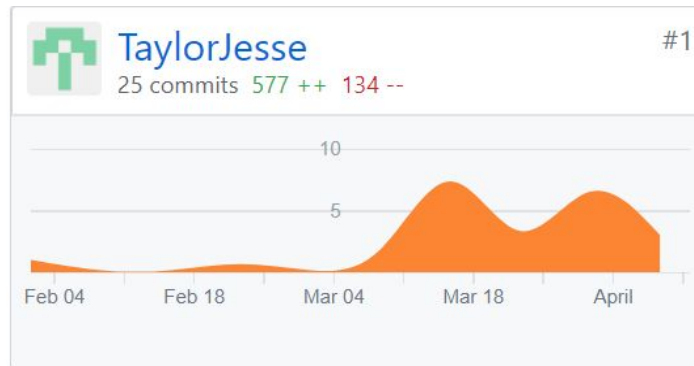 TaylorJesse #1
25 commits 577 ++ 134 --
10
5
Feb 04 Feb 18 Mar 04 Mar 18 April